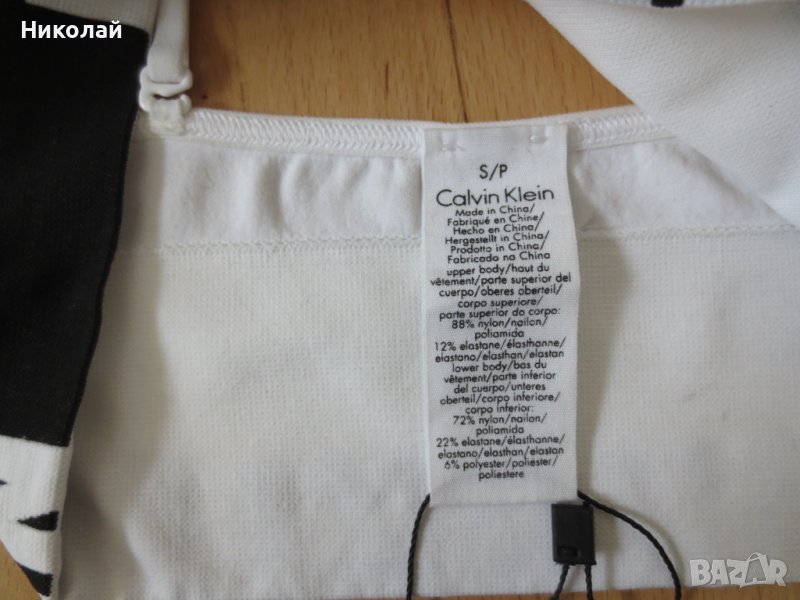 Николай
S/P
Calvin Klein
Made in China/
Fabriqué en Chine/
Hecho en China/
Hergestellt in China/
Prodotto in China/
Fabricado na China
upper body/haut du
vêtement/parte superior del
cuerpo/oberes oberteil/
corpo superiore/
parte superior do corpo:
88% nylon/nailon/
poliamida
12% elastane/élasthanne/
elastano/elasthan/elastan
lower body/bas du
vêtement/parte inferior
del cuerpo/unteres
oberteil/corpo inferiore/
corpo inferior:
72% nylon/nailon/
poliamida
22% elastane/élasthanne/
elastano/elasthan/elastan
6% polyester/poliéster/
poliestere
BAZAR